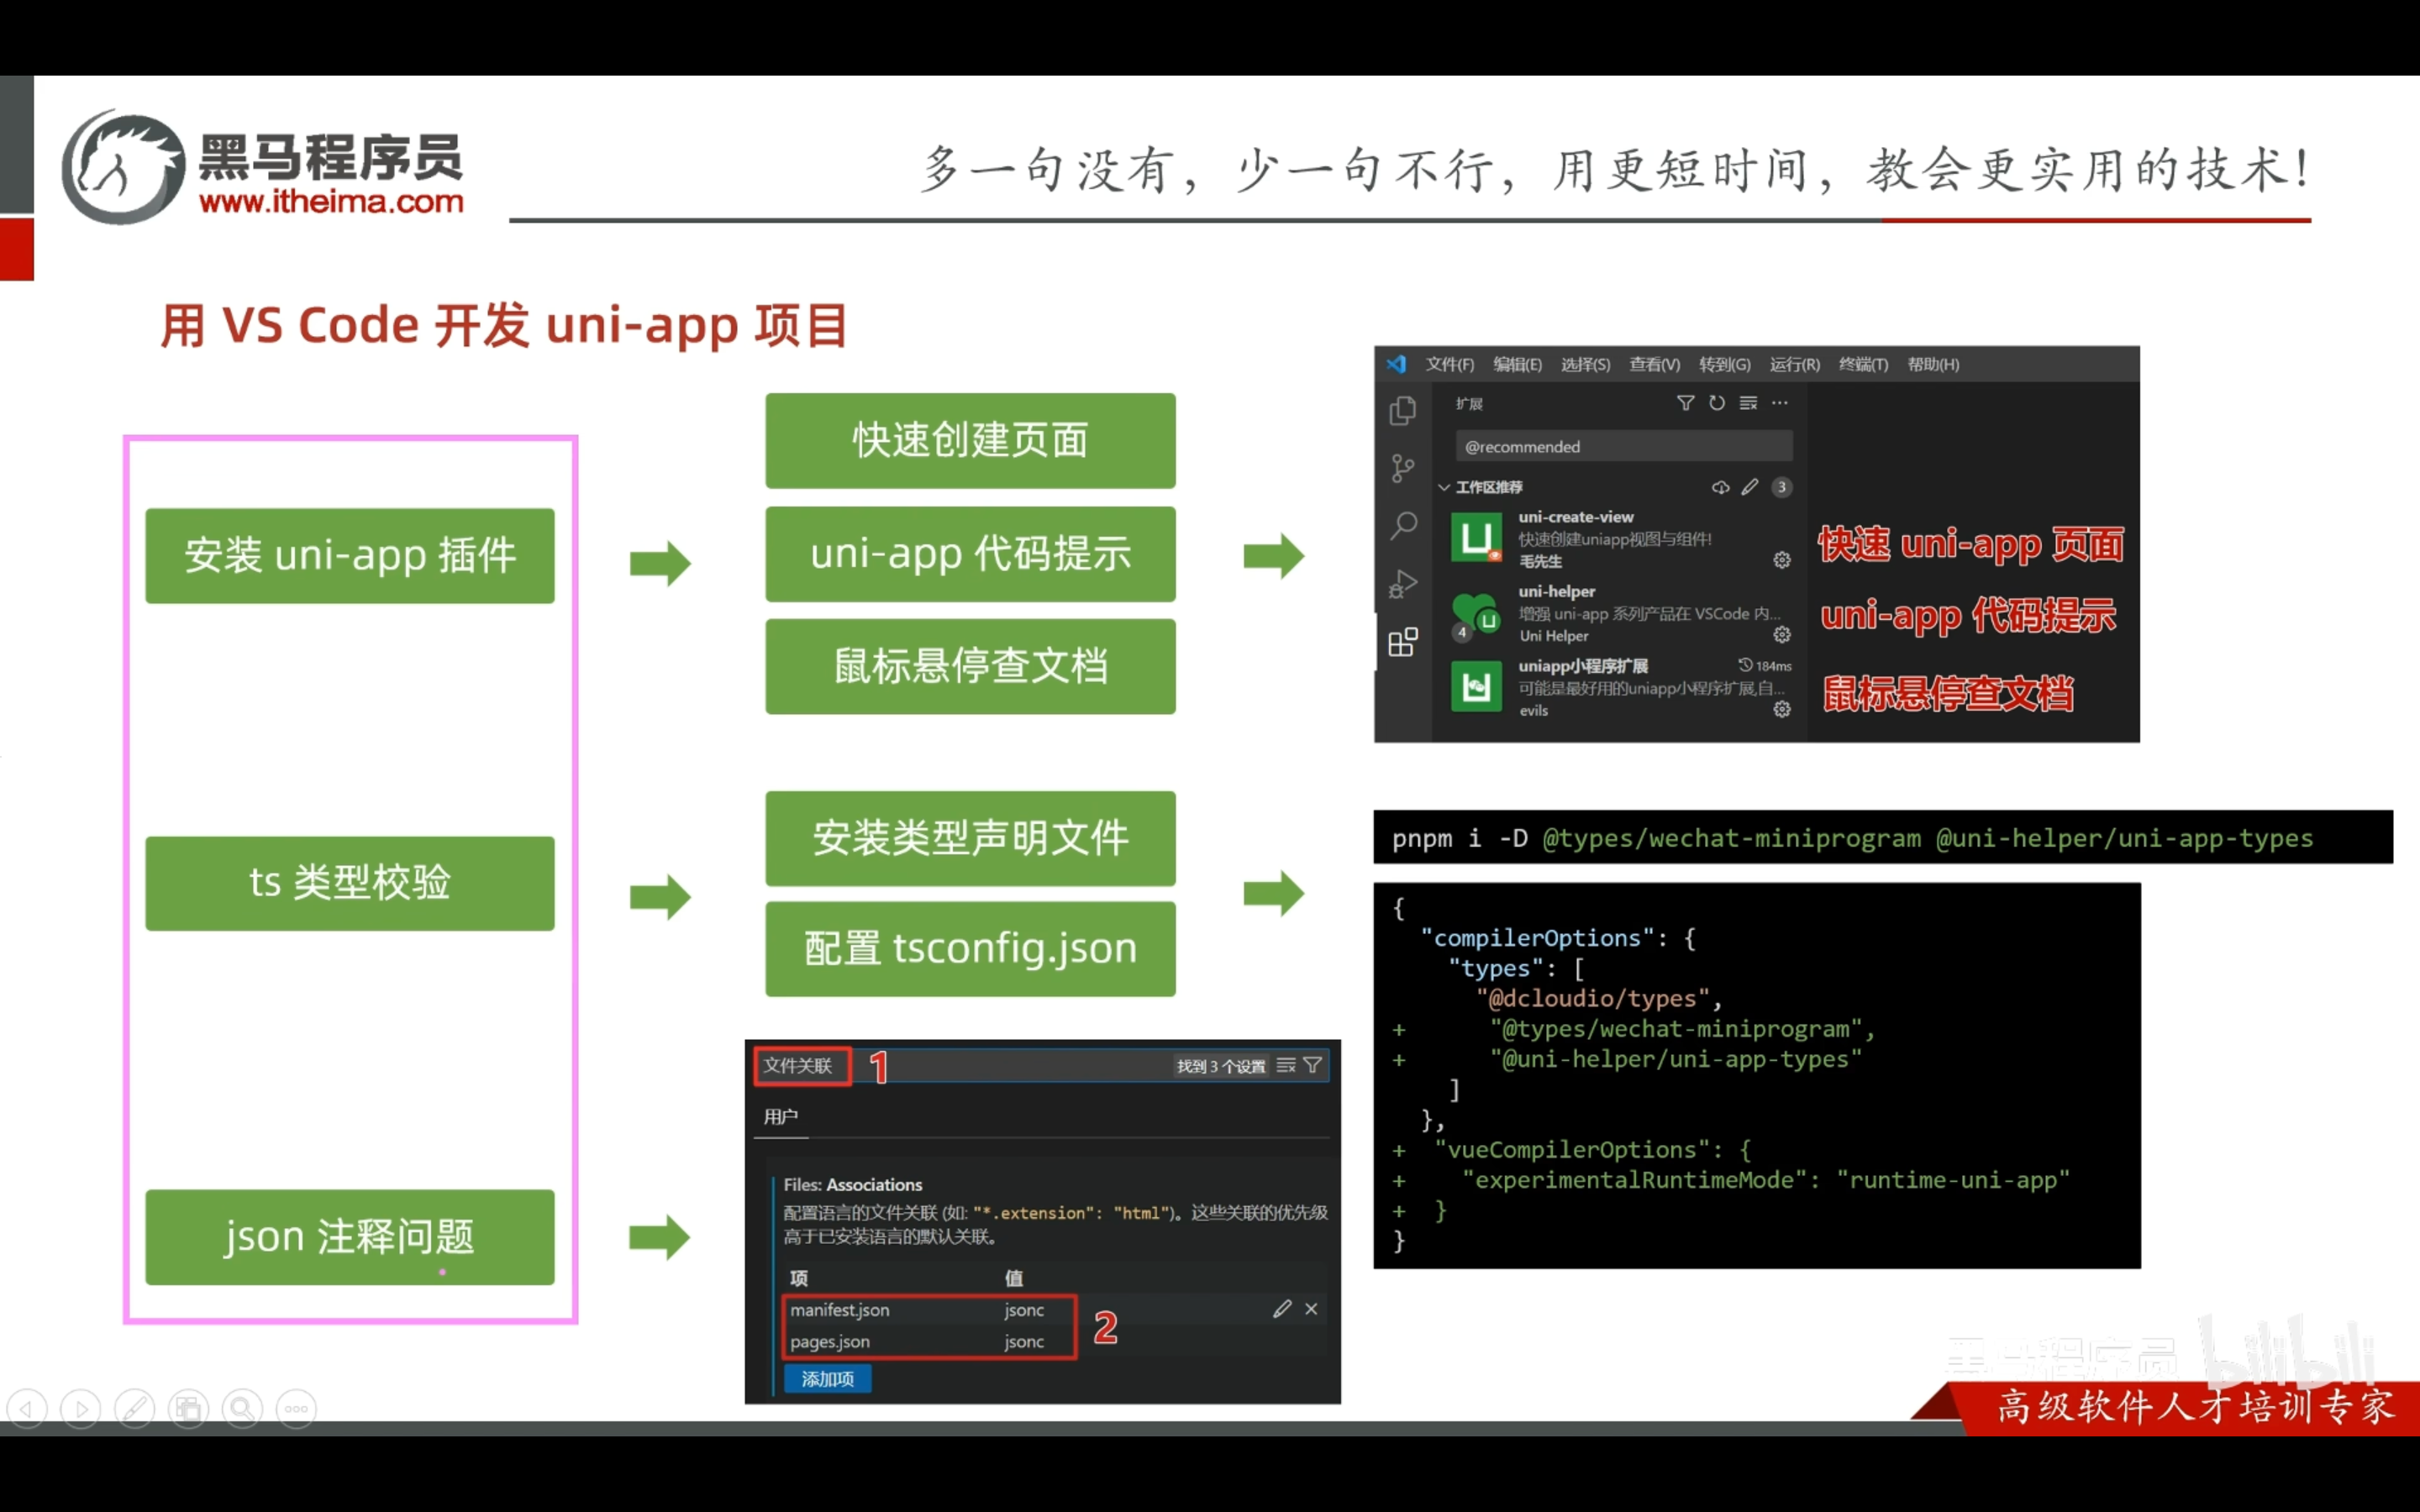 黑马程序员
www.itheima.com
多一句没有，少一句不行，用更短时间，教会更实用的技术！
用 VS Code 开发 uni-app 项目
安装 uni-app 插件
快速创建页面
uni-app 代码提示
鼠标悬停查文档
文件(F) 编辑(E) 选择(S) 查看(V) 转到(G) 运行(R) 终端(T) 帮助(H)
扩展
@recommended
工作区推荐
3
uni-create-view
快速创建uniapp视图与组件!
毛先生
uni-helper
增强 uni-app 系列产品在 VSCode 内...
4
Uni Helper
uniapp小程序扩展
184ms
可能是最好用的uniapp小程序扩展,自...
evils
快速 uni-app 页面
uni-app 代码提示
鼠标悬停查文档
ts 类型校验
安装类型声明文件
配置 tsconfig.json
pnpm i -D @types/wechat-miniprogram @uni-helper/uni-app-types
{
"compilerOptions": {
"types": [
"@dcloudio/types",
+ "@types/wechat-miniprogram",
+ "@uni-helper/uni-app-types"
]
},
+ "vueCompilerOptions": {
+ "experimentalRuntimeMode": "runtime-uni-app"
+ }
}
json 注释问题
文件关联
1
找到 3 个设置
用户
Files: Associations
配置语言的文件关联 (如: "*.extension": "html")。这些关联的优先级
高于已安装语言的默认关联。
项 值
manifest.json jsonc
pages.json jsonc
2
添加项
黑马程序员 bilibili
高级软件人才培训专家